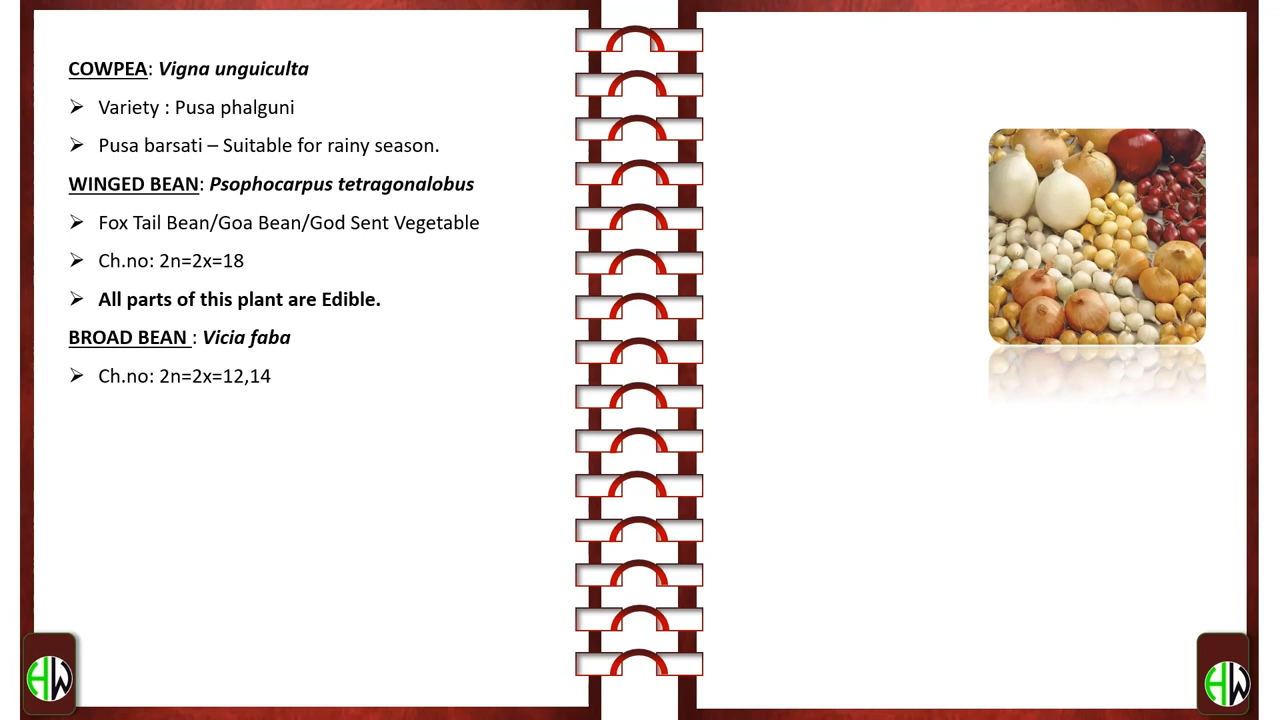 COWPEA: Vigna unguiculta
➢ Variety : Pusa phalguni
➢ Pusa barsati – Suitable for rainy season.
WINGED BEAN: Psophocarpus tetragonalobus
➢ Fox Tail Bean/Goa Bean/God Sent Vegetable
➢ Ch.no: 2n=2x=18
➢ All parts of this plant are Edible.
BROAD BEAN : Vicia faba
➢ Ch.no: 2n=2x=12,14
HW
HW